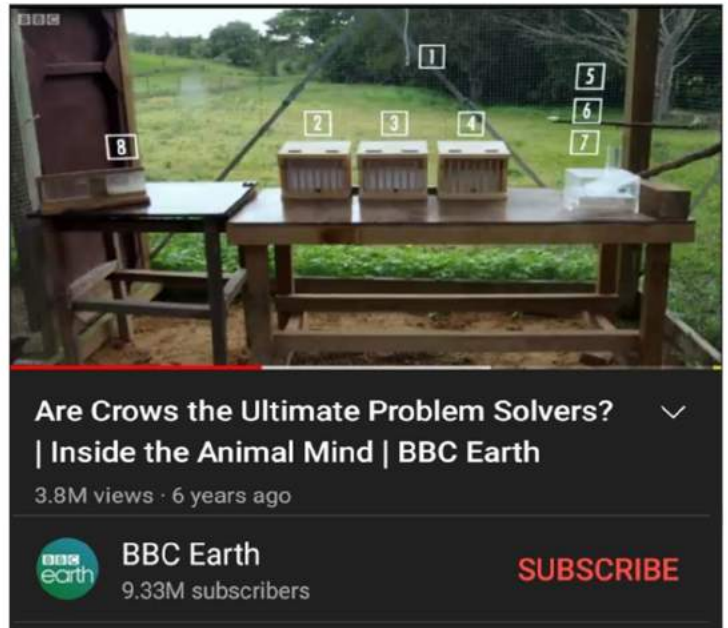 BBC
1
5
6
2
3
4
7
8
Are Crows the Ultimate Problem Solvers?
| Inside the Animal Mind | BBC Earth
3.8M views · 6 years ago
BBC
earth
BBC Earth
9.33M subscribers
SUBSCRIBE